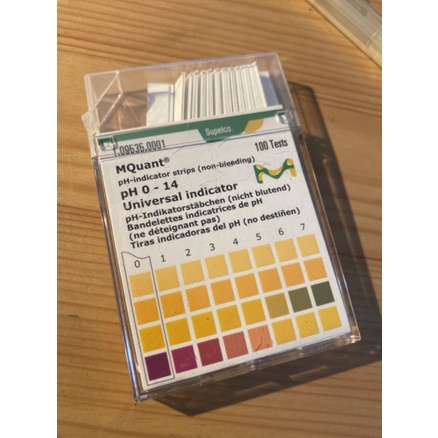 1.09535.0001
Supelco.
MQuant®
100 Tests
pH-indicator strips (non-bleeding)
pH 0 - 14
Universal indicator
pH-Indikatorstäbchen (nicht blutend)
Bandelettes indicatrices de pH
(ne déteignant pas)
Tiras indicadoras del pH (no destiñen)
0 1 2 3 4 5 6 7